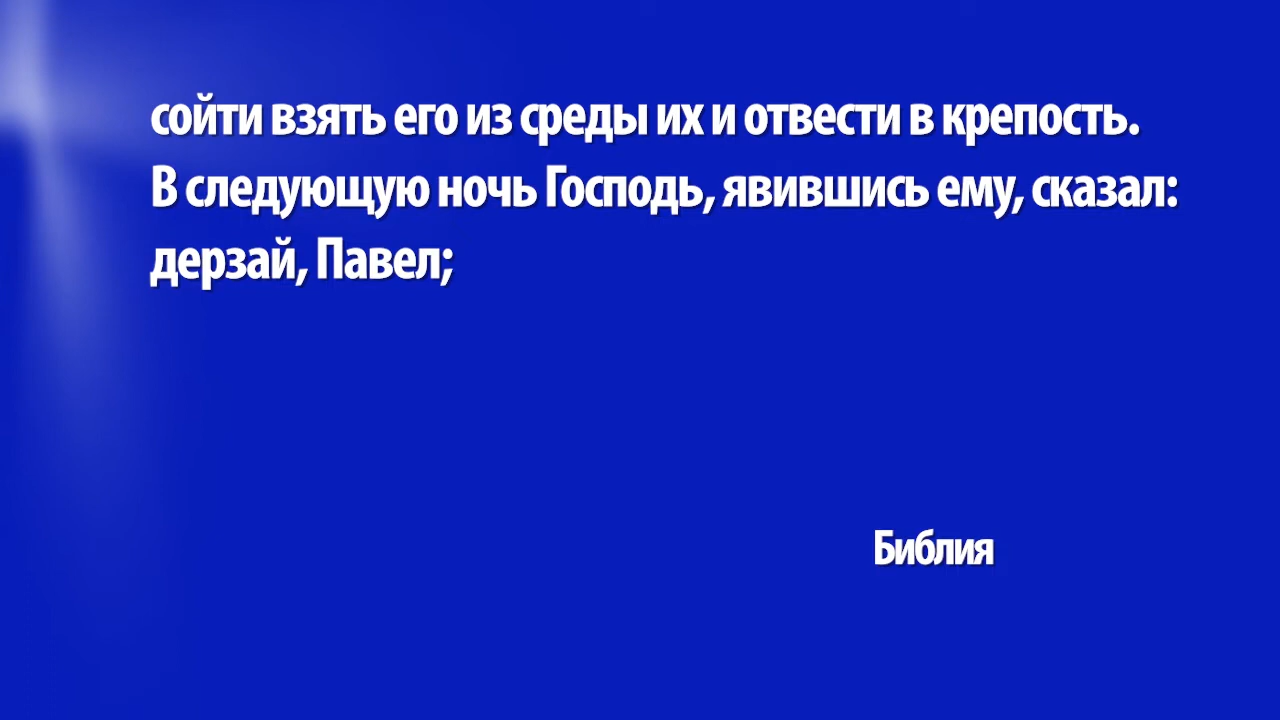 сойти взять его из среды их и отвести в крепость.
В следующую ночь Господь, явившись ему, сказал:
дерзай, Павел;
Библия